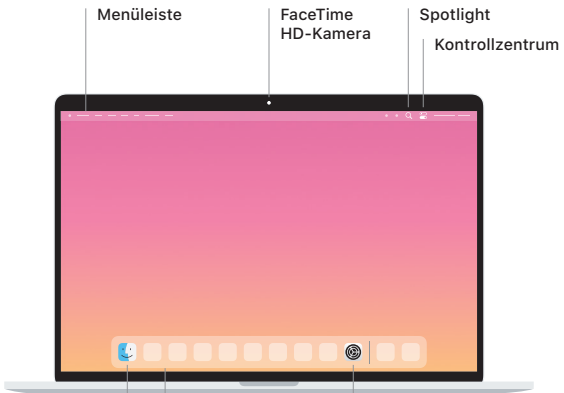 Menüleiste
FaceTime
HD-Kamera
Spotlight
Kontrollzentrum